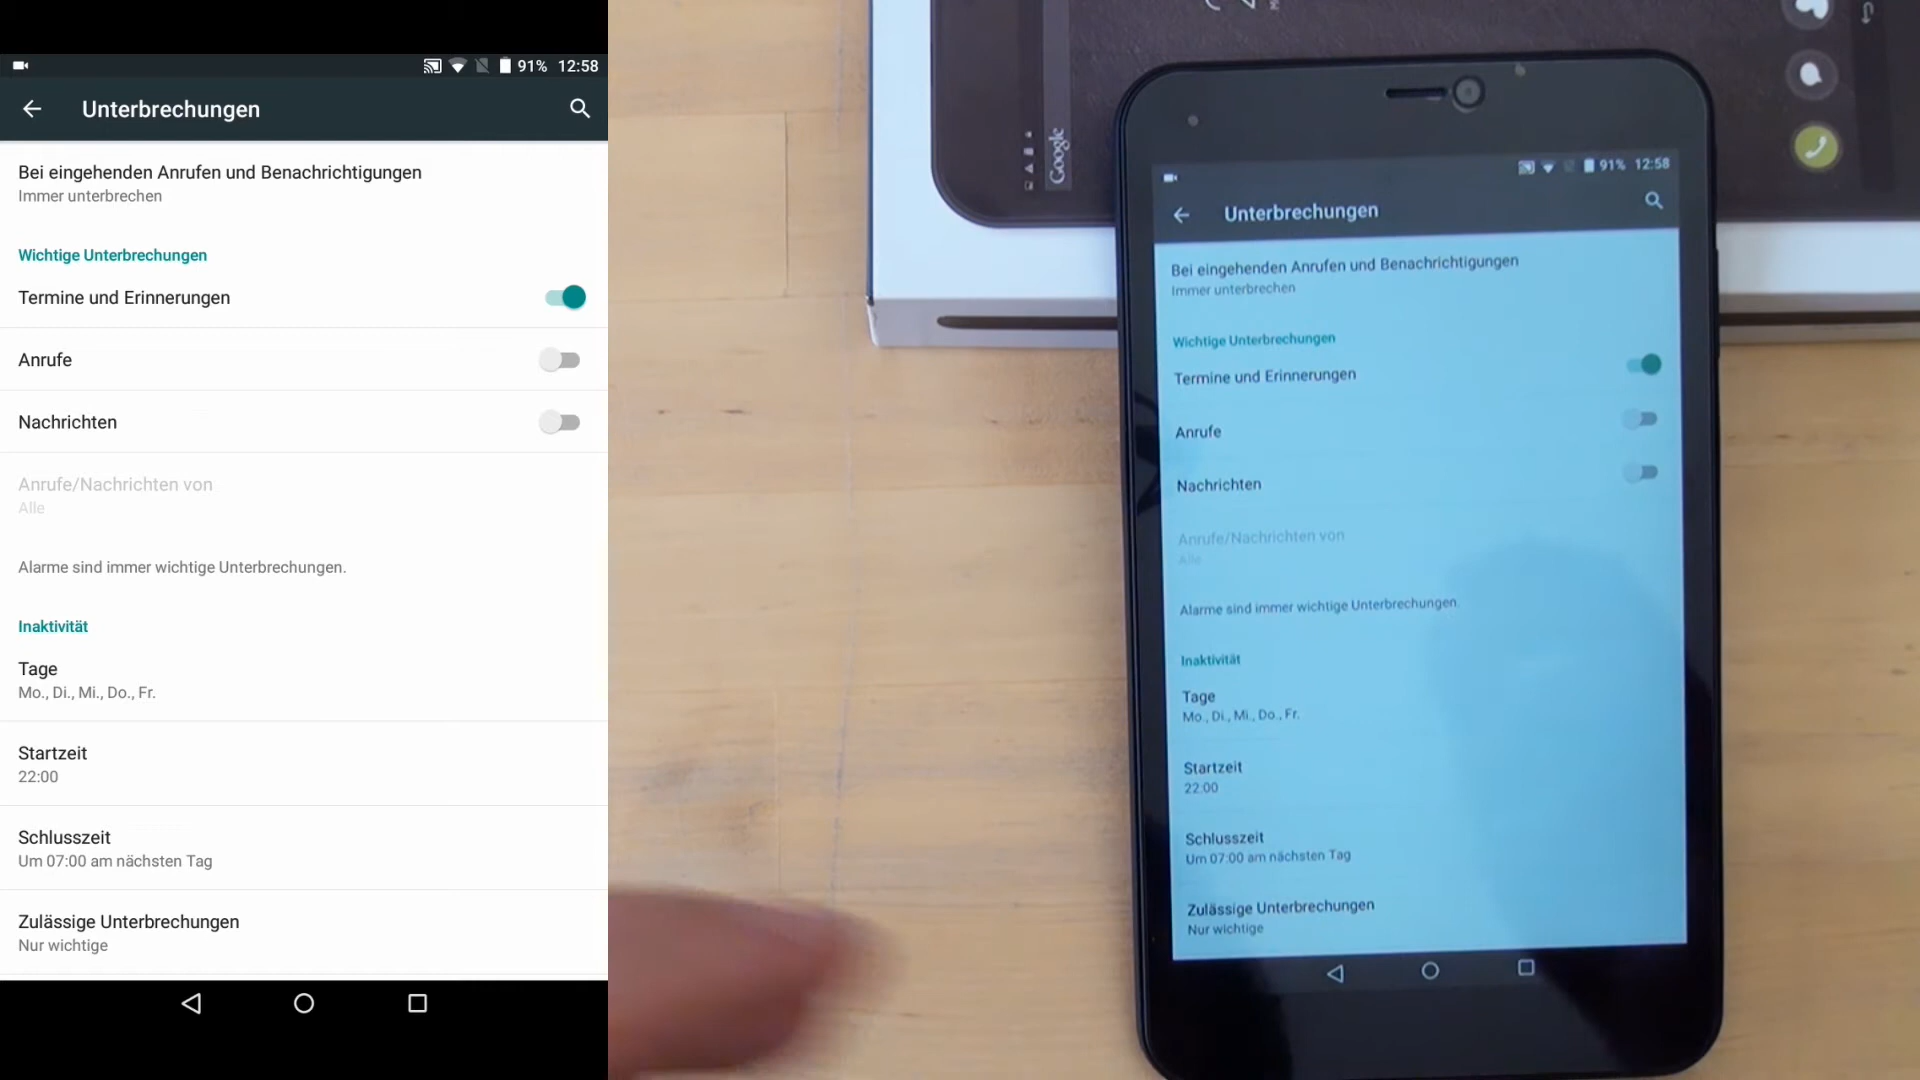 91% 12:58
Unterbrechungen
Bei eingehenden Anrufen und Benachrichtigungen
Immer unterbrechen
Wichtige Unterbrechungen
Termine und Erinnerungen
Anrufe
Nachrichten
Anrufe/Nachrichten von
Alle
Alarme sind immer wichtige Unterbrechungen.
Inaktivität
Tage
Mo., Di., Mi., Do., Fr.
Startzeit
22:00
Schlusszeit
Um 07:00 am nächsten Tag
Zulässige Unterbrechungen
Nur wichtige
Google
91% 12:58
Unterbrechungen
Bei eingehenden Anrufen und Benachrichtigungen
Immer unterbrechen
Wichtige Unterbrechungen
Termine und Erinnerungen
Anrufe
Nachrichten
Anrufe/Nachrichten von
Alle
Alarme sind immer wichtige Unterbrechungen.
Inaktivität
Tage
Mo., Di., Mi., Do., Fr.
Startzeit
22:00
Schlusszeit
Um 07:00 am nächsten Tag
Zulässige Unterbrechungen
Nur wichtige